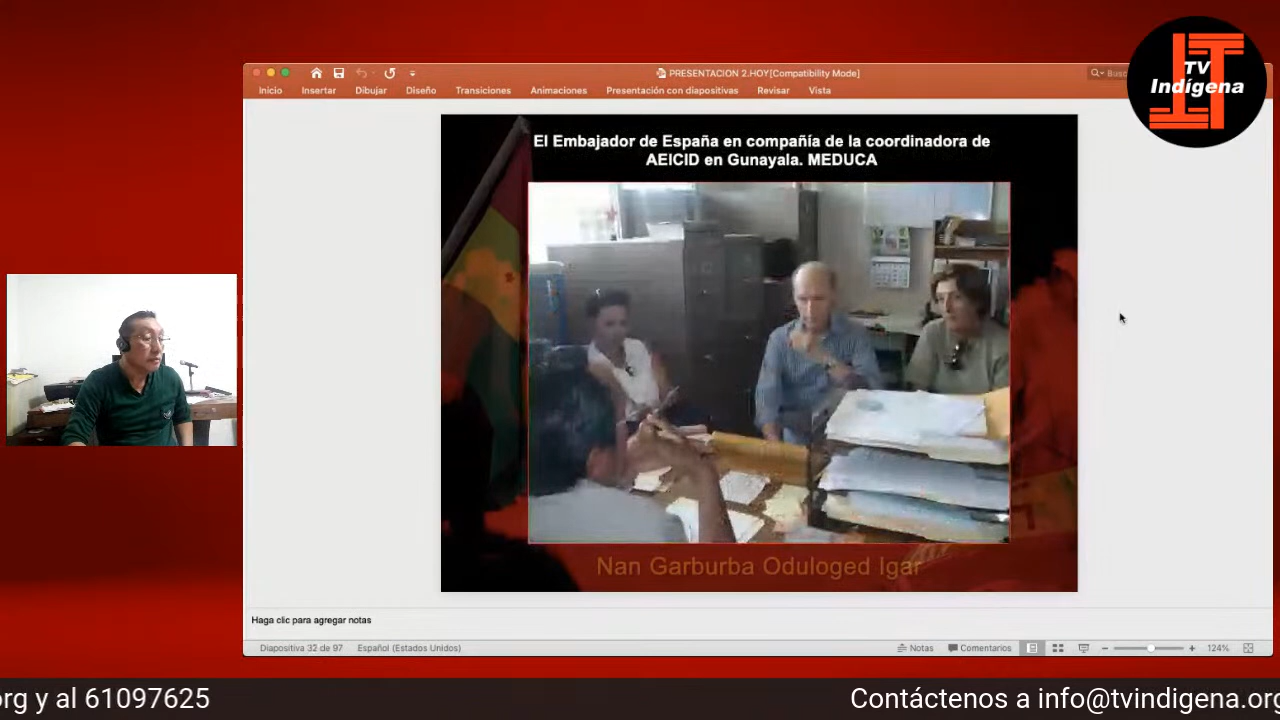 TV
Indígena
PRESENTACION 2.HOY[Compatibility Mode]
Inicio Insertar Dibujar Diseño Transiciones Animaciones Presentación con diapositivas Revisar Vista
El Embajador de España en compañía de la coordinadora de
AEICID en Gunayala. MEDUCA
Nan Garburba Oduloged Igar
Haga clic para agregar notas
Diapositiva 32 de 97 Español (Estados Unidos) Notas Comentarios 124%
org y al 61097625 Contáctenos a info@tvindigena.org